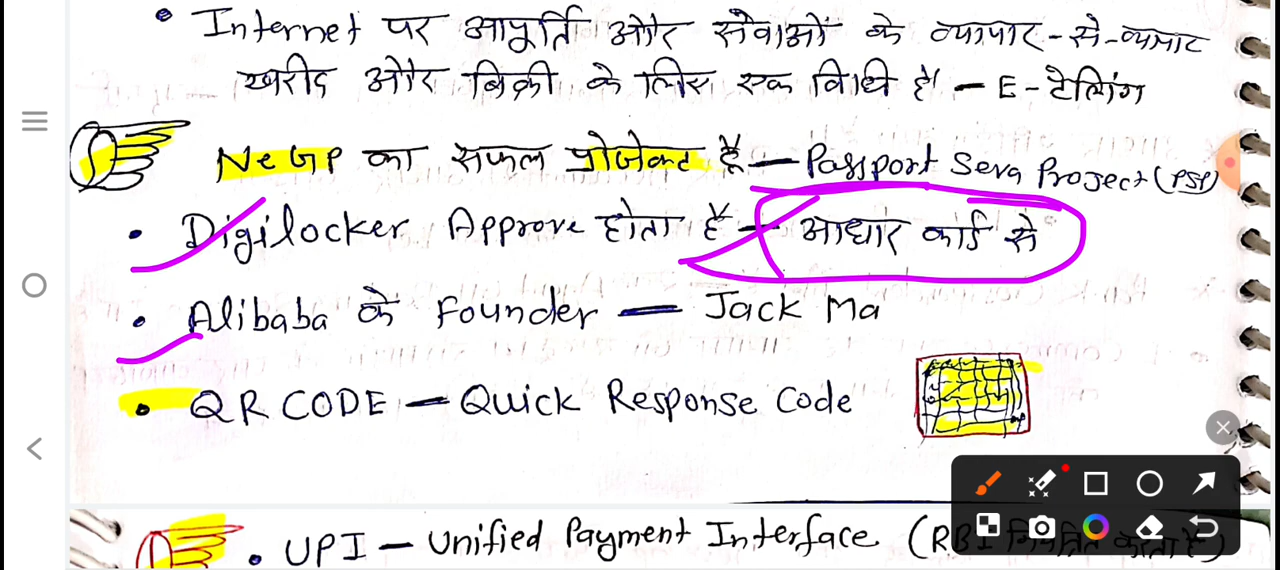 • Internet पर आपूर्ति और सेवाओं के व्यापार-से-व्यापार
खरीद और बिक्री के लिए एक विधि है – E-टेलिंग
NeGP का सफल प्रोजेक्ट है – Passport Seva Project (PSP)
• Digilocker Approve होता है – आधार कार्ड से
• Alibaba के Founder – Jack Ma
• QR CODE – Quick Response Code
• UPI – Unified Payment Interface (RBI करता है)